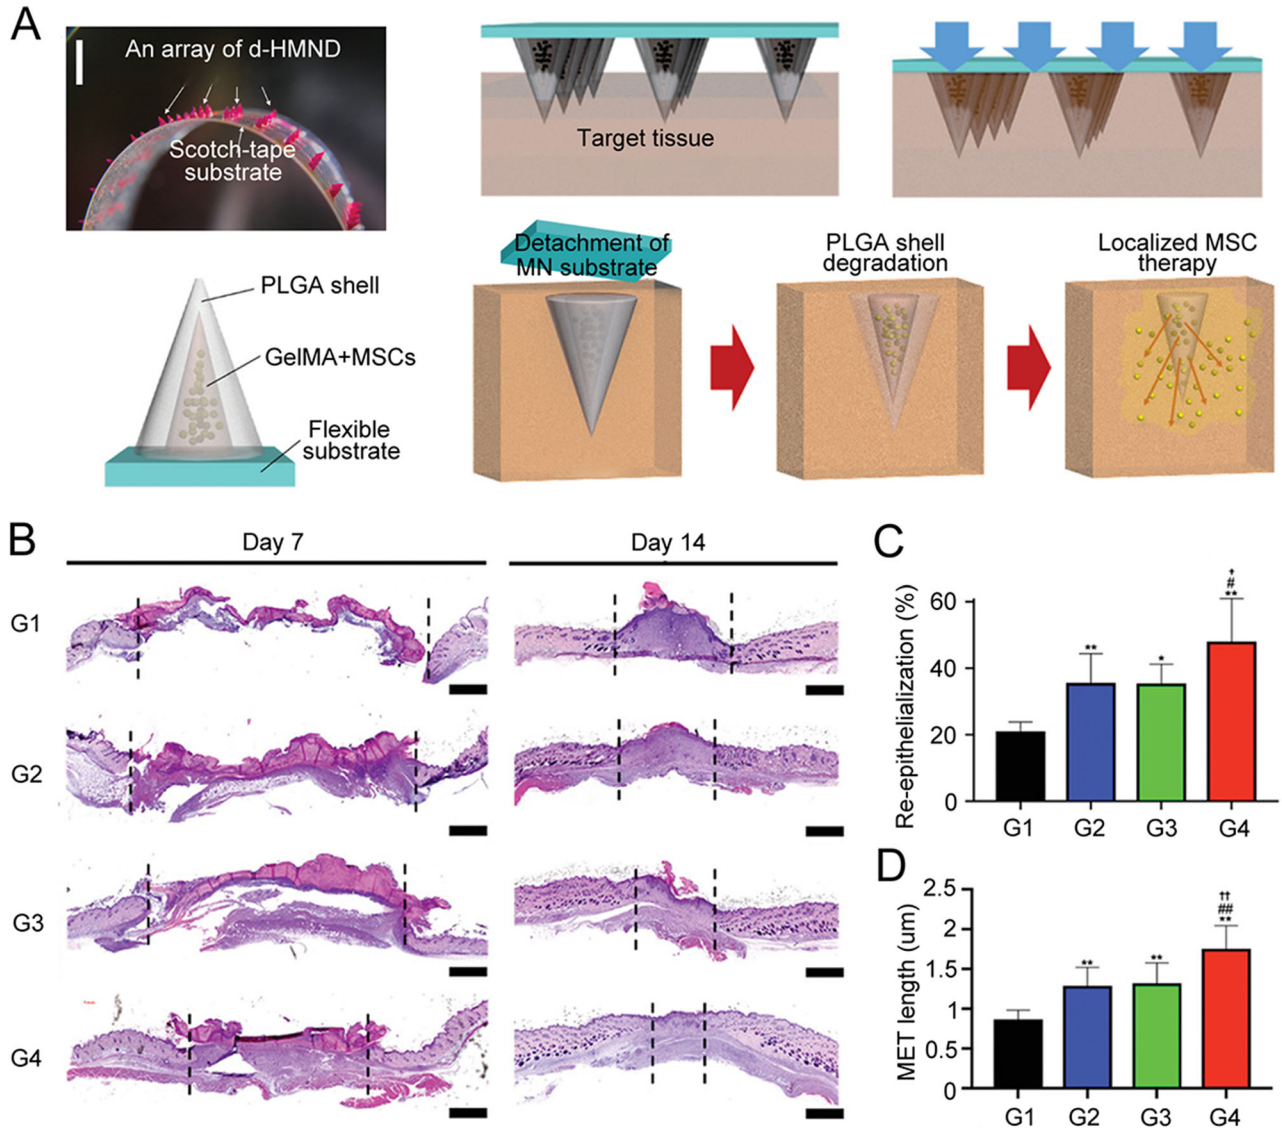 A
An array of d-HMND
Scotch-tape
substrate
Target tissue
PLGA shell
GelMA+MSCs
Flexible
substrate
Detachment of
MN substrate
PLGA shell
degradation
Localized MSC
therapy
B
Day 7
Day 14
G1
G2
G3
G4
C
Re-epithelialization (%)
60
40
20
0
**
*
†
#
**
G1
G2
G3
G4
D
MET length (um)
2.5
2
1.5
1
0.5
0
**
**
††
##
**
G1
G2
G3
G4